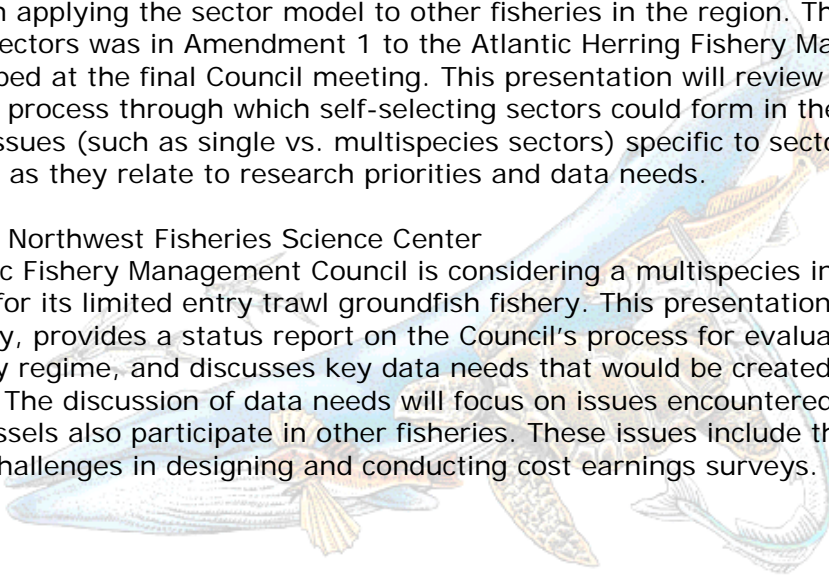 applying the sector model to other fisheries in the region.
ectors was in Amendment 1 to the Atlantic Herring Fishery
ped at the final Council meeting. This presentation will review
process through which self-selecting sectors could form in the
ssues (such as single vs. multispecies sectors) specific to
as they relate to research priorities and data needs.
Northwest Fisheries Science Center
c Fishery Management Council is considering a multispecies
for its limited entry trawl groundfish fishery. This presentation
y, provides a status report on the Council's process for
y regime, and discusses key data needs that would be created
The discussion of data needs will focus on issues encountered
ssels also participate in other fisheries. These issues include
hallenges in designing and conducting cost earnings surveys.